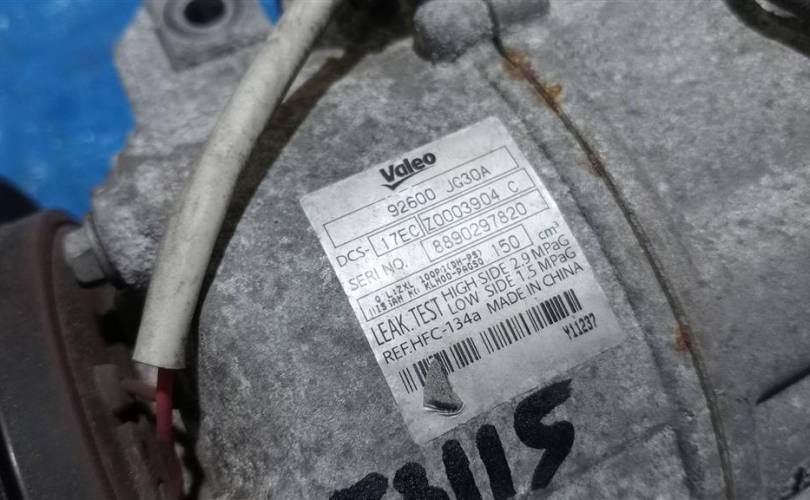 Valeo
92600 JG30A
DCS- 17EC Z0003904 C
SERI NO. 8890297820
150 cm³
LEAK.TEST HIGH SIDE 2.9 MPaG
LOW SIDE 1.5 MPaG
REF.HFC-134a MADE IN CHINA
Y11237